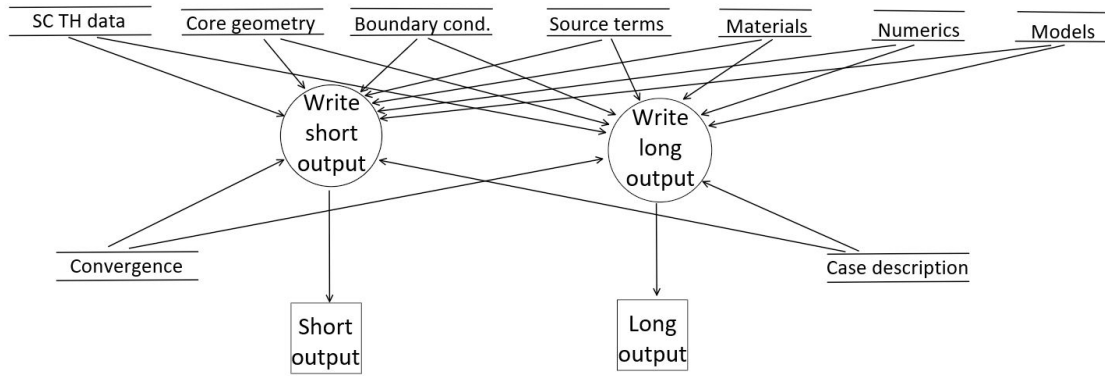 SC TH data
Core geometry
Boundary cond.
Source terms
Materials
Numerics
Models
Write
short
output
Write
long
output
Convergence
Case description
Short
output
Long
output